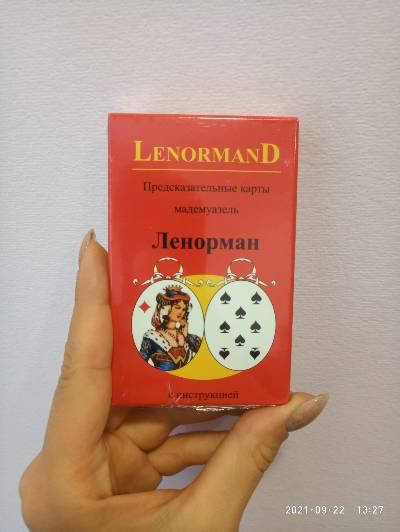 LENORMAND
Предсказательные карты
мадемуазель
Ленорман
с инструкцией
2021-09-22 13:27